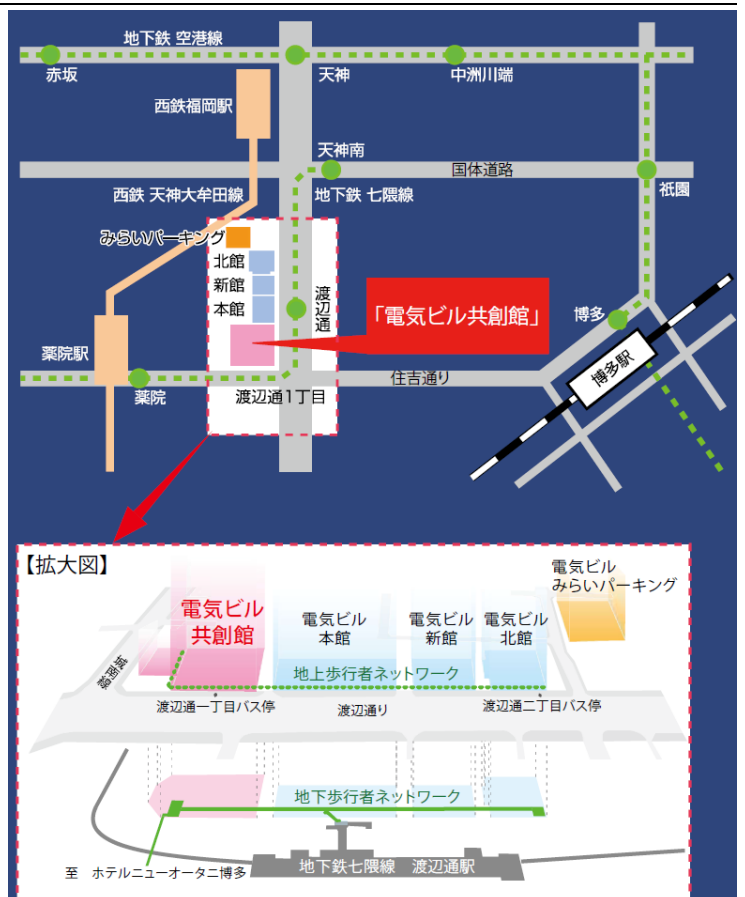 地下鉄 空港線
赤坂
天神
中洲川端
西鉄福岡駅
天神南
国体道路
祇園
西鉄 天神大牟田線
地下鉄 七隈線
みらいパーキング
北館
新館
本館
渡辺通
「電気ビル共創館」
博多
博多駅
薬院駅
薬院
渡辺通1丁目
住吉通り
【拡大図】
電気ビル
みらいパーキング
電気ビル
共創館
電気ビル
本館
電気ビル
新館
電気ビル
北館
城南線
地上歩行者ネットワーク
渡辺通一丁目バス停
渡辺通り
渡辺通二丁目バス停
地下歩行者ネットワーク
至 ホテルニューオータニ博多
地下鉄七隈線 渡辺通駅